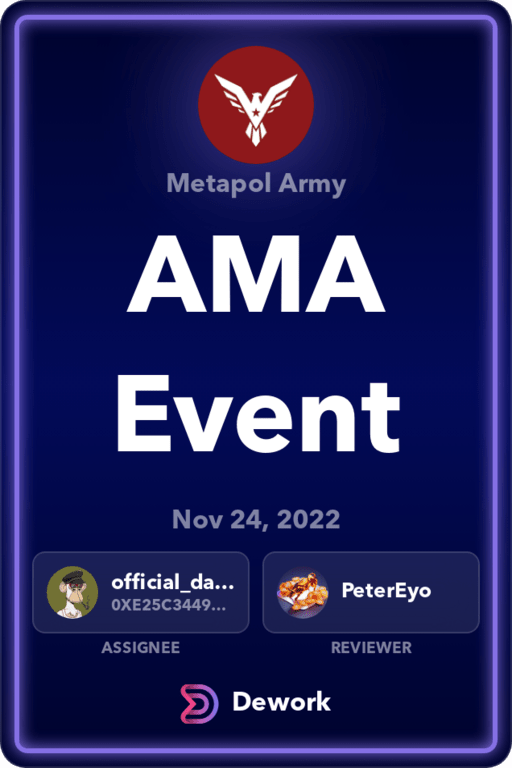 Metapol Army
AMA
Event
Nov 24, 2022
official_da...
0XE25C3449...
PeterEyo
ASSIGNEE
REVIEWER
Dework